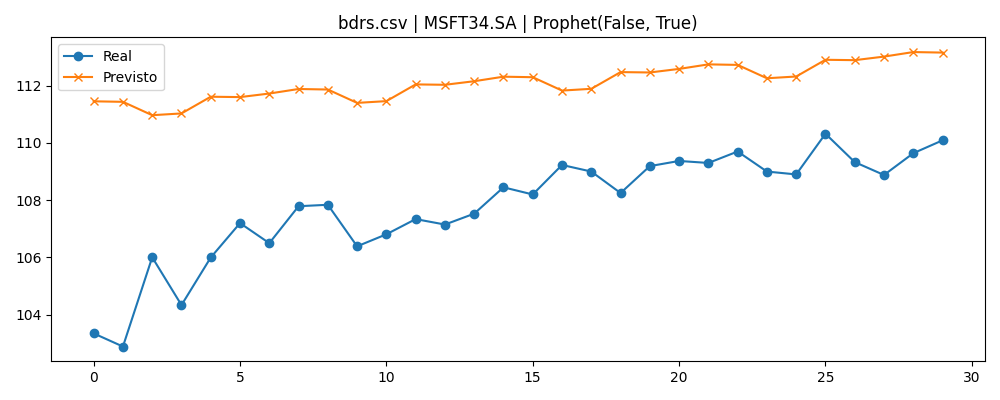 bdrs.csv | MSFT34.SA | Prophet(False, True)
Real
Previsto
112
110
108
106
104
0 5 10 15 20 25 30